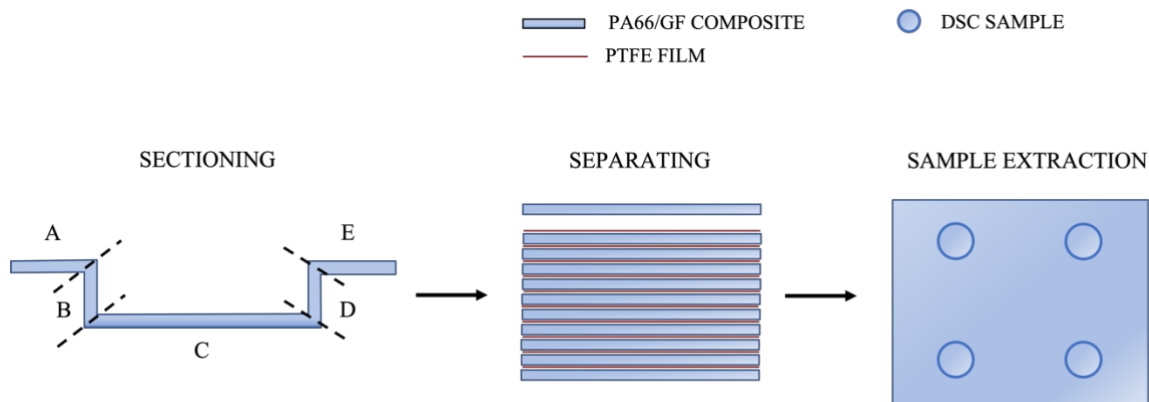 PA66/GF COMPOSITE
DSC SAMPLE
PTFE FILM
SECTIONING
SEPARATING
SAMPLE EXTRACTION
A
E
B
D
C